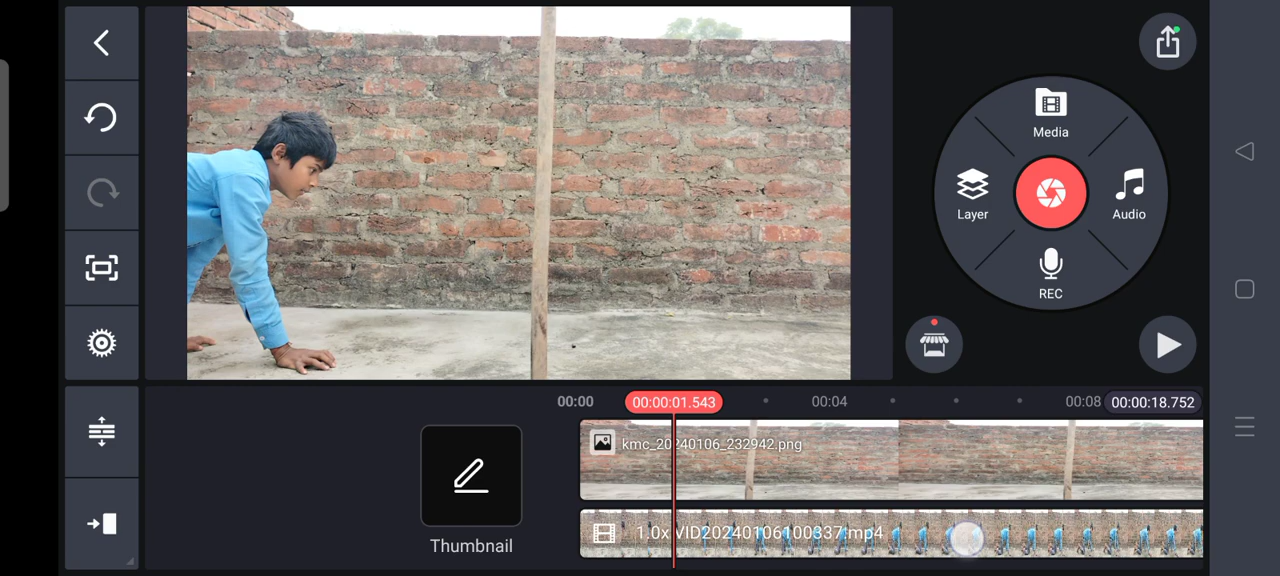 Media
Layer
Audio
REC
00:00
00:00:01.543
00:04
00:08
00:00:18.752
kmc_20240106_232942.png
1.0x VID20240106100337.mp4
Thumbnail